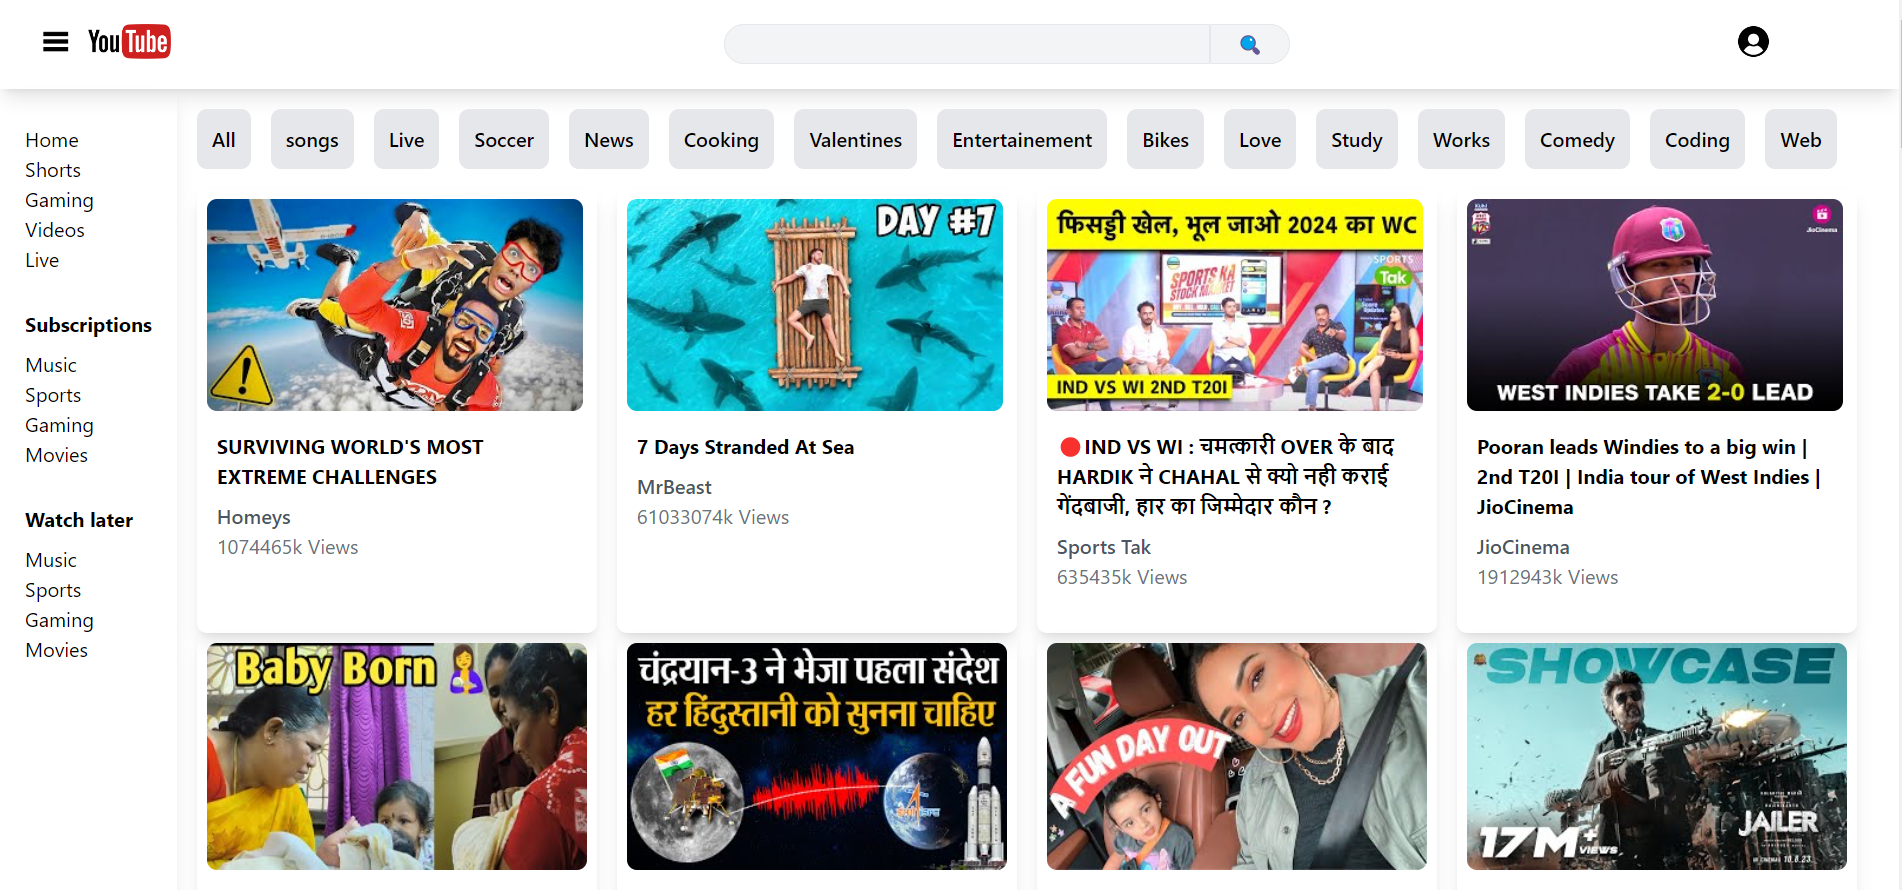 YouTube
All songs Live Soccer News Cooking Valentines Entertainement Bikes Love Study Works Comedy Coding Web
Home
Shorts
Gaming
Videos
Live
Subscriptions
Music
Sports
Gaming
Movies
Watch later
Music
Sports
Gaming
Movies
SURVIVING WORLD'S MOST
EXTREME CHALLENGES
Homeys
1074465k Views
DAY #7
7 Days Stranded At Sea
MrBeast
61033074k Views
फिसड्डी खेल, भूल जाओ 2024 का WC
SPORTS
Tak
SPORTS KA
STOCK MARKET
IND VS WI 2ND T20I
🔴IND VS WI : चमत्कारी OVER के बाद
HARDIK ने CHAHAL से क्यो नही कराई
गेंदबाजी, हार का जिम्मेदार कौन ?
Sports Tak
635435k Views
JioCinema
WEST INDIES TAKE 2-0 LEAD
Pooran leads Windies to a big win |
2nd T20I | India tour of West Indies |
JioCinema
JioCinema
1912943k Views
Baby Born
चंद्रयान-3 ने भेजा पहला संदेश
हर हिंदुस्तानी को सुनना चाहिए
A FUN DAY OUT
SHOWCASE
17M+
VIEWS
JAILER
IN CINEMAS 10.8.23